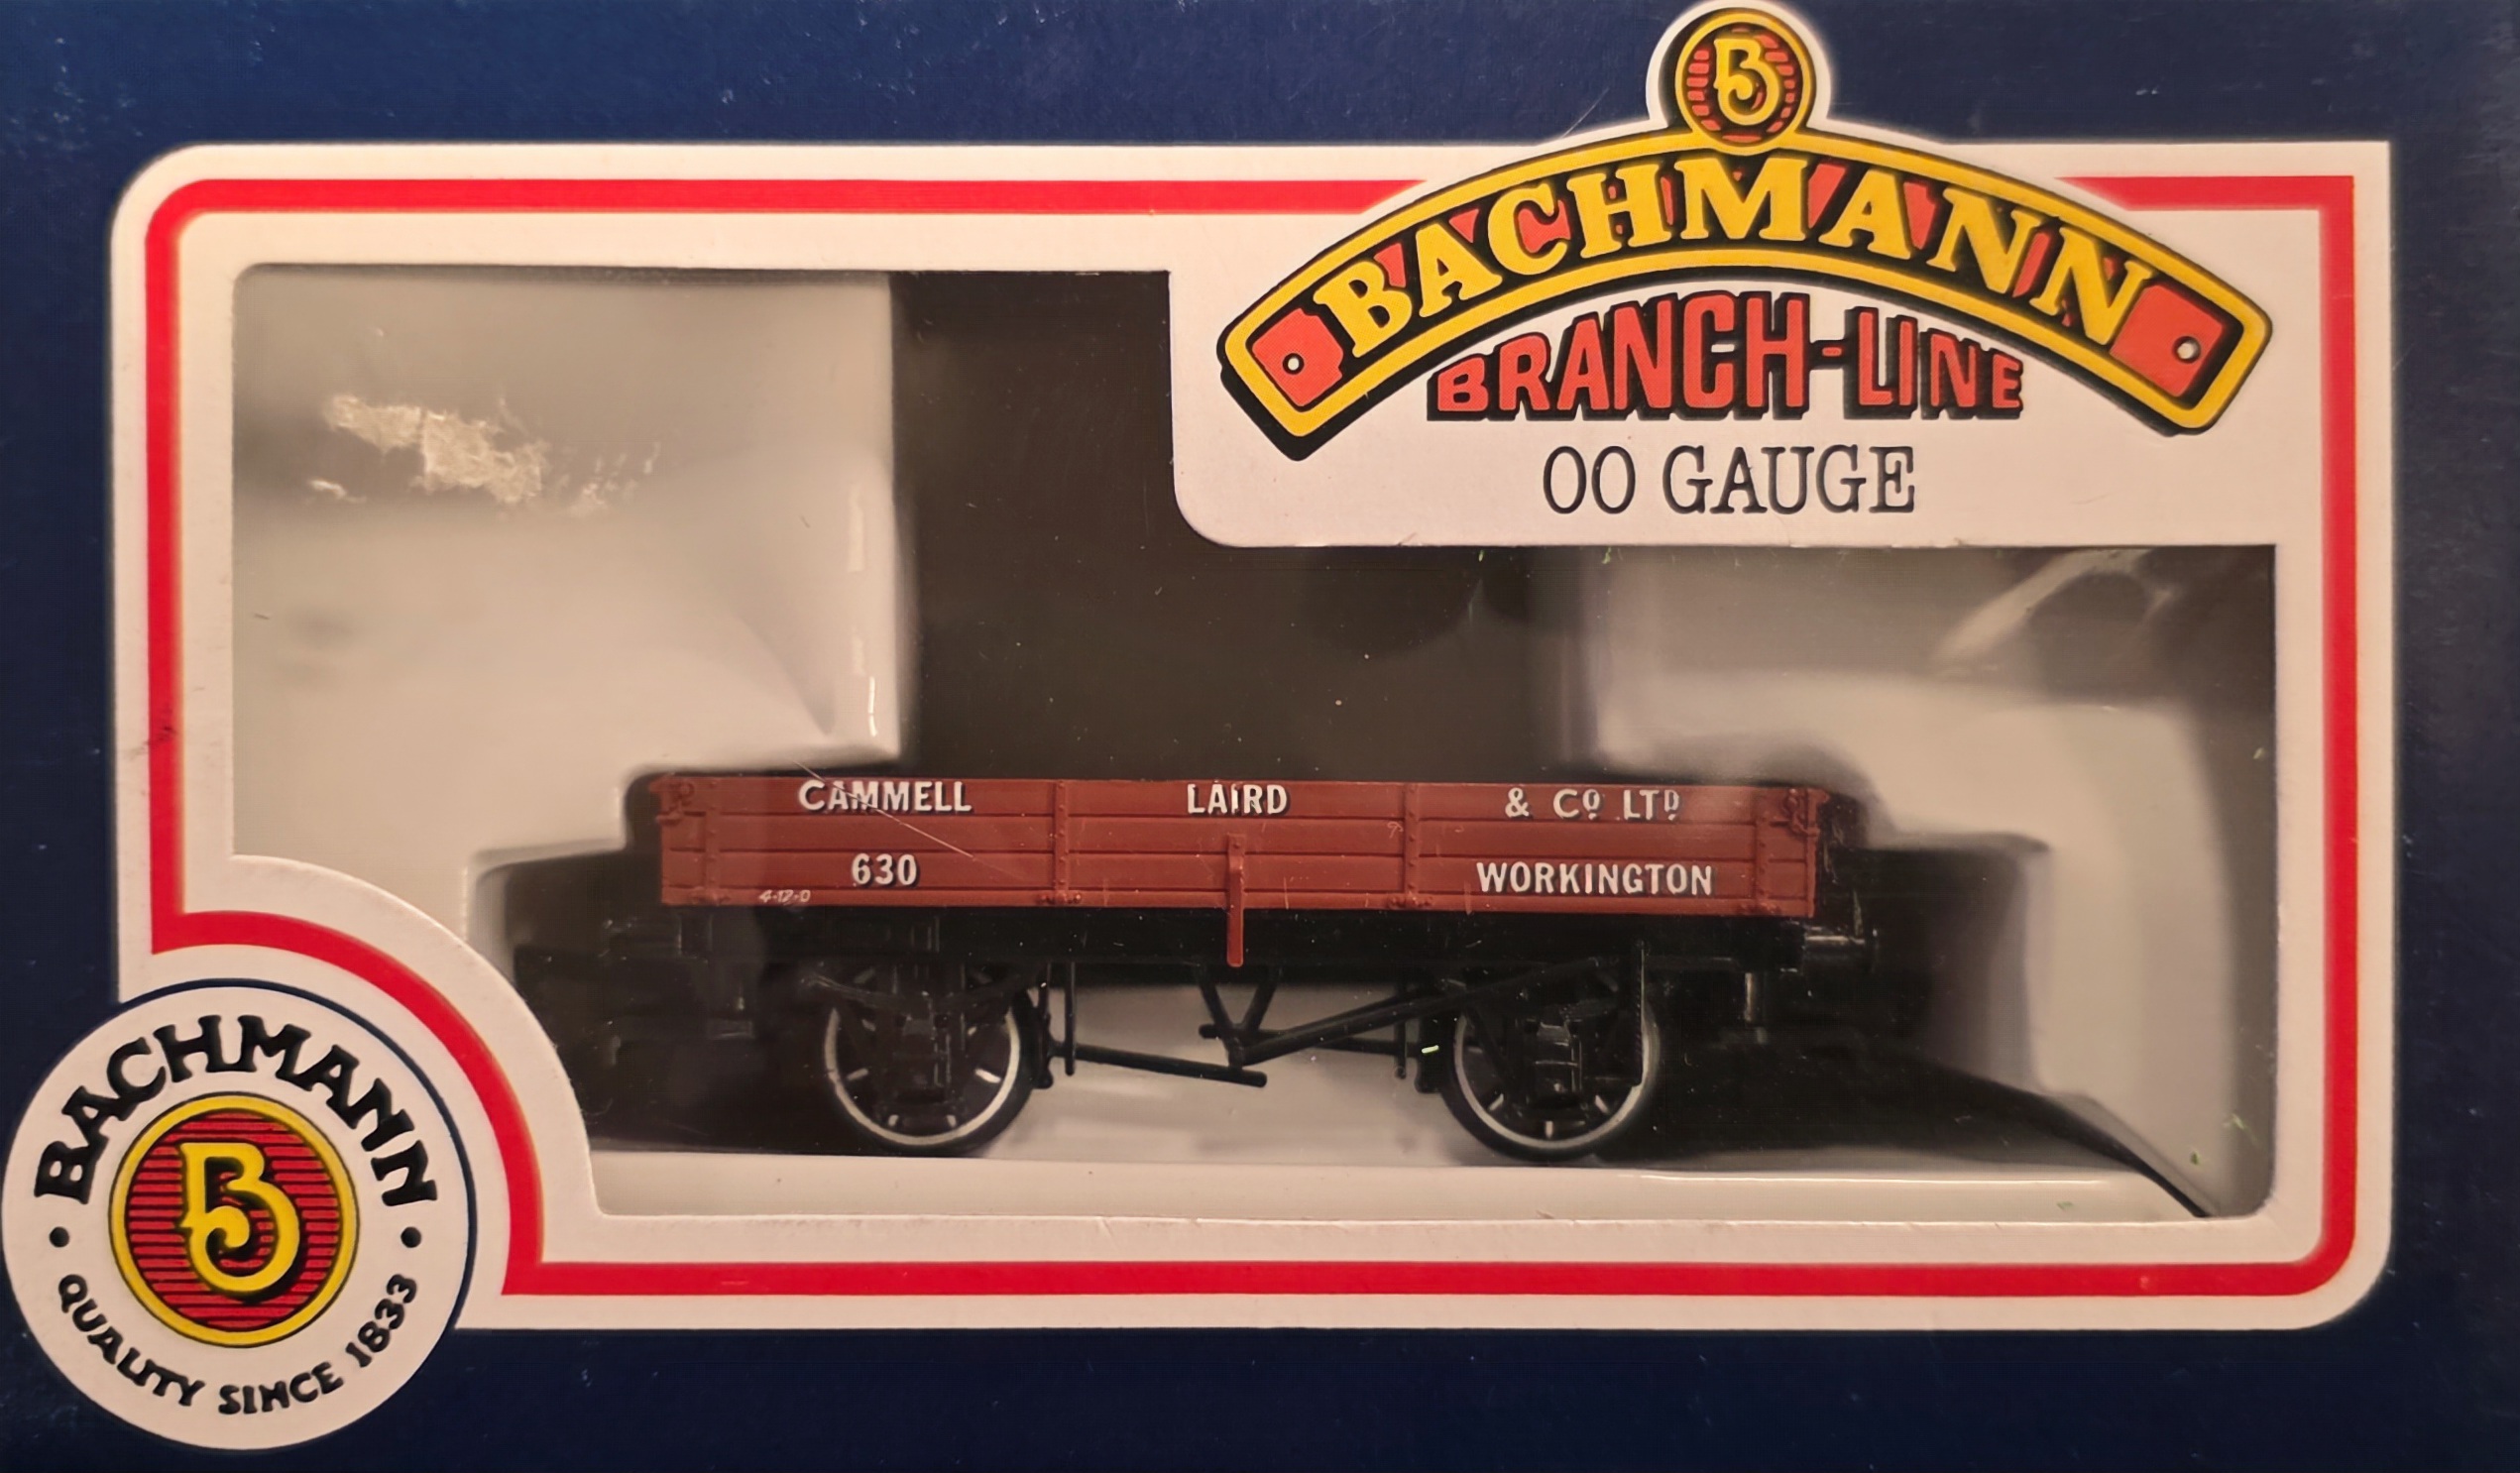 B
BACHMANN
BRANCH-LINE
OO GAUGE
CAMMELL LAIRD & Cº LTᴰ
630 WORKINGTON
4-12-0
BACHMANN
B
• QUALITY SINCE 1833 •